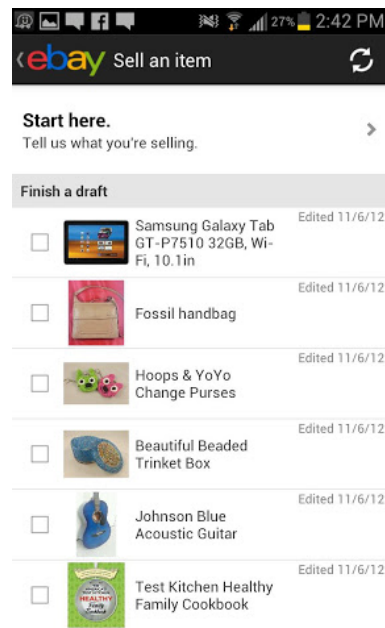 27% 2:42 PM
ebay Sell an item
Start here.
Tell us what you're selling.
Finish a draft
Edited 11/6/12
Samsung Galaxy Tab
GT-P7510 32GB, Wi-
Fi, 10.1in
Edited 11/6/12
Fossil handbag
Edited 11/6/12
Hoops & YoYo
Change Purses
Edited 11/6/12
Beautiful Beaded
Trinket Box
Edited 11/6/12
Johnson Blue
Acoustic Guitar
Edited 11/6/12
Test Kitchen Healthy
Family Cookbook
HEALTHY
Family
Cookbook